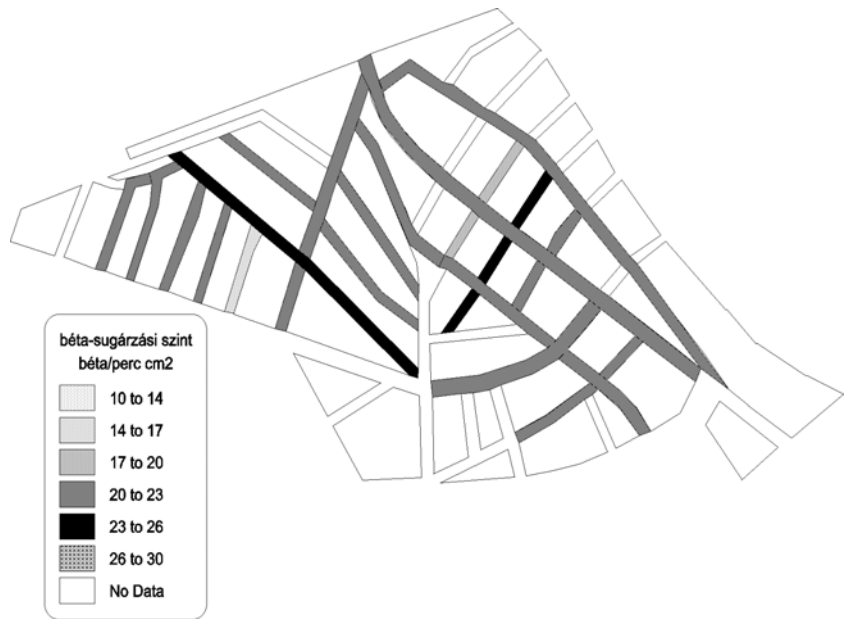 béta-sugárzási szint
béta/perc cm2
10 to 14
14 to 17
17 to 20
20 to 23
23 to 26
26 to 30
No Data